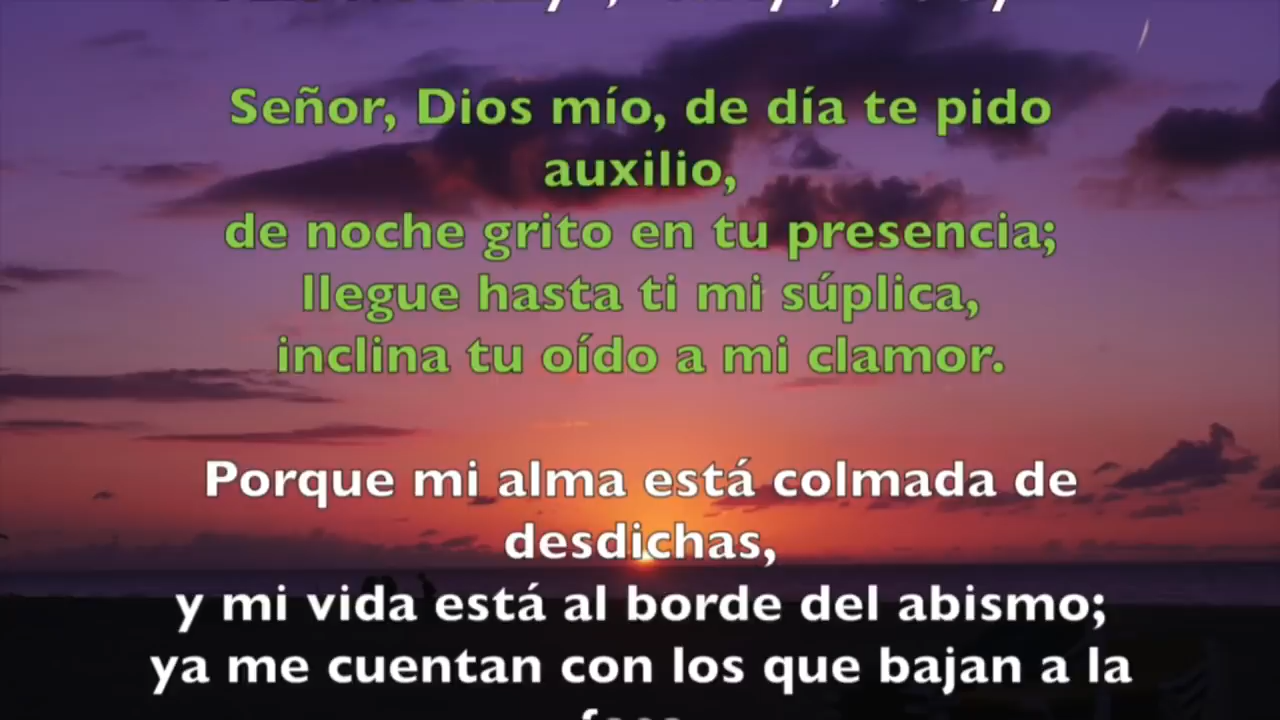 Señor, Dios mío, de día te pido
auxilio,
de noche grito en tu presencia;
llegue hasta ti mi súplica,
inclina tu oído a mi clamor.
Porque mi alma está colmada de
desdichas,
y mi vida está al borde del abismo;
ya me cuentan con los que bajan a la